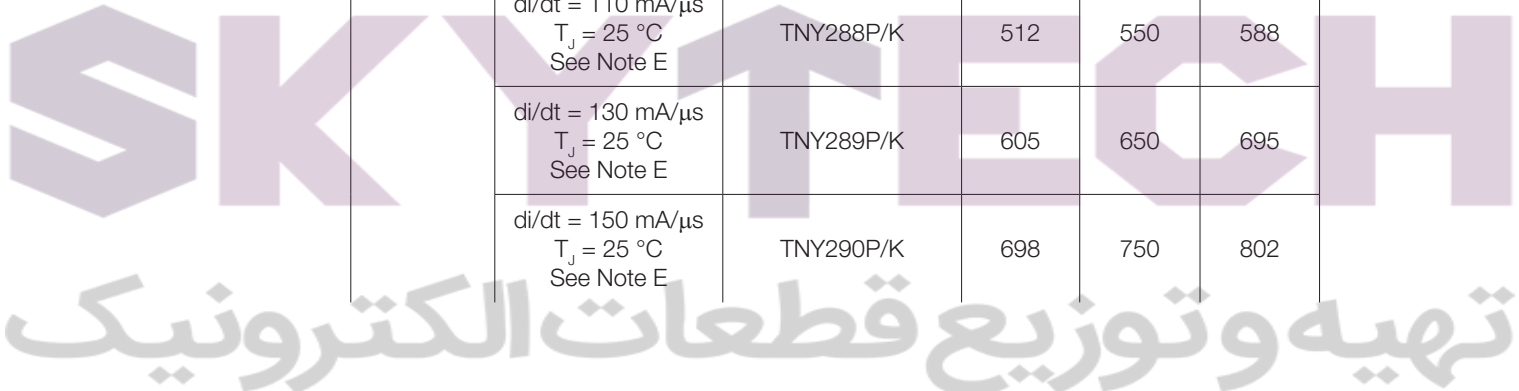 di/dt = 110 mA/μs
T_J = 25 °C
See Note E
TNY288P/K 512 550 588
di/dt = 130 mA/μs
T_J = 25 °C
See Note E
TNY289P/K 605 650 695
di/dt = 150 mA/μs
T_J = 25 °C
See Note E
TNY290P/K 698 750 802
SKYTECH
تهیه و توزیع قطعات الکترونیک